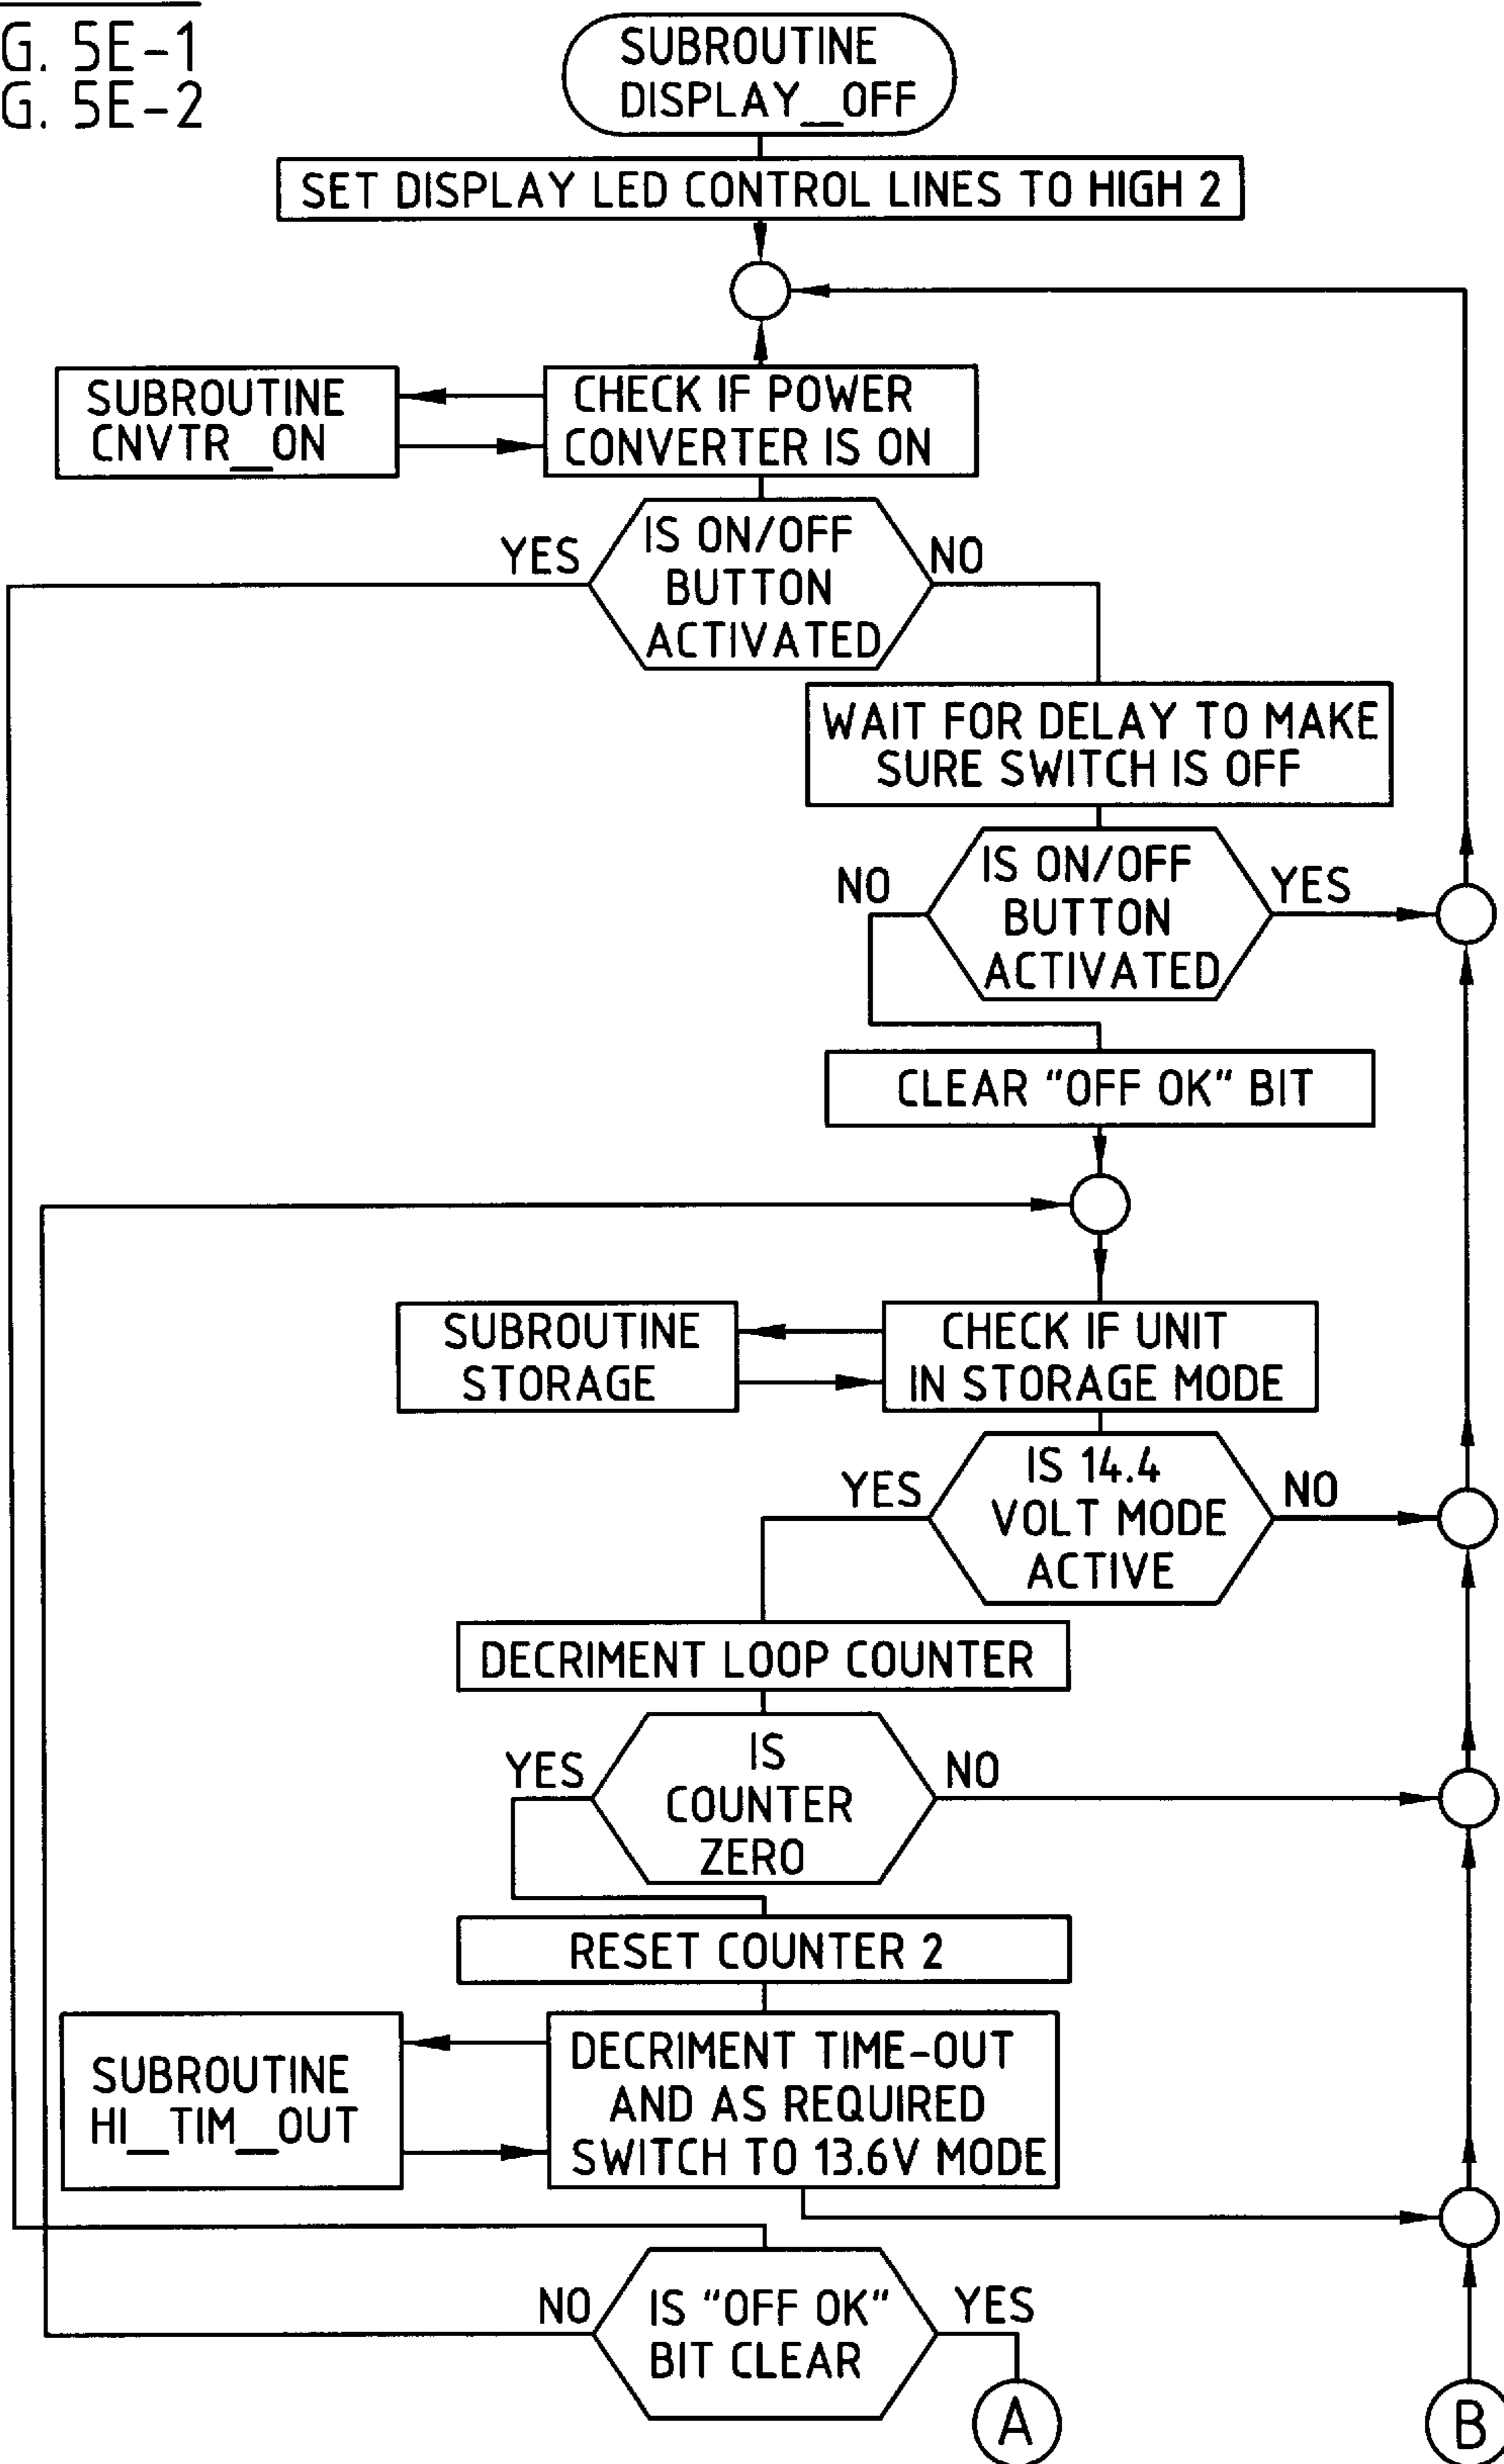 G. 5E-1
G. 5E-2
SUBROUTINE
DISPLAY__OFF
SET DISPLAY LED CONTROL LINES TO HIGH 2
SUBROUTINE
CNVTR__ON
CHECK IF POWER
CONVERTER IS ON
YES
IS ON/OFF
BUTTON
ACTIVATED
NO
WAIT FOR DELAY TO MAKE
SURE SWITCH IS OFF
NO
IS ON/OFF
BUTTON
ACTIVATED
YES
CLEAR "OFF OK" BIT
SUBROUTINE
STORAGE
CHECK IF UNIT
IN STORAGE MODE
YES
IS 14.4
VOLT MODE
ACTIVE
NO
DECRIMENT LOOP COUNTER
YES
IS
COUNTER
ZERO
NO
RESET COUNTER 2
SUBROUTINE
HI__TIM__OUT
DECRIMENT TIME-OUT
AND AS REQUIRED
SWITCH TO 13.6V MODE
NO
IS "OFF OK"
BIT CLEAR
YES
A
B